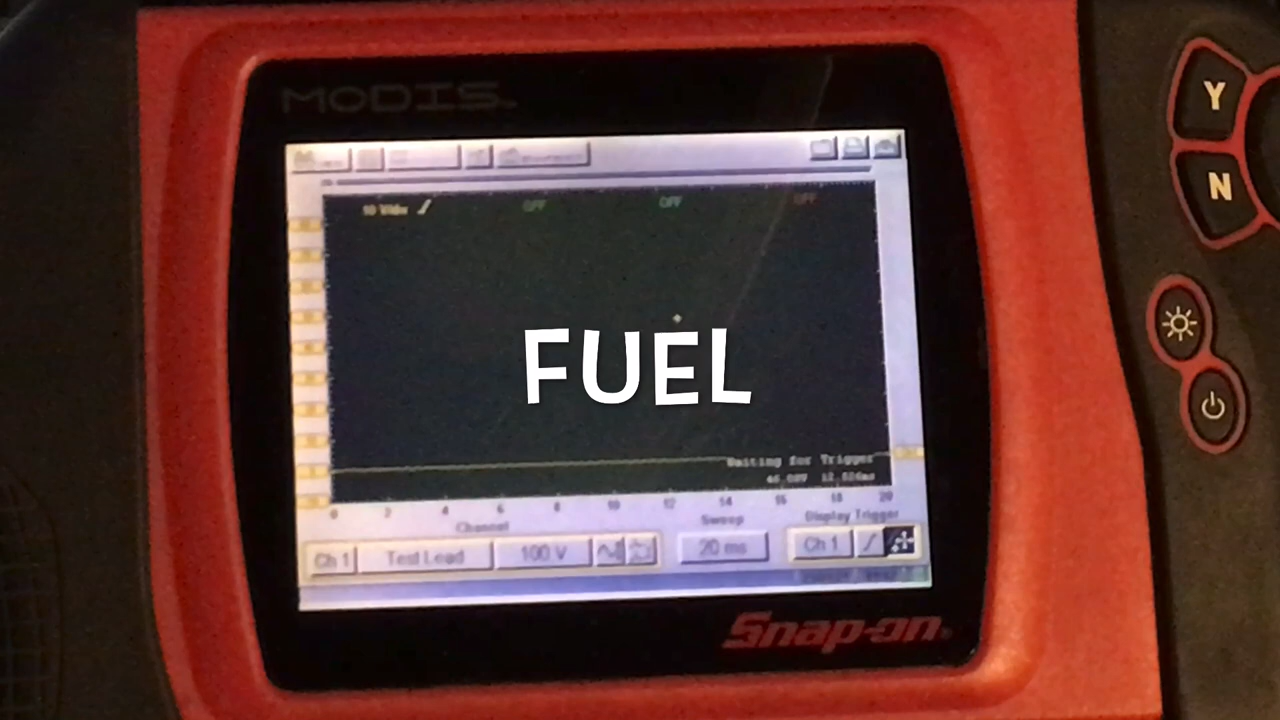 MODIS
10 V/div
OFF
OFF
OFF
FUEL
Waiting for Trigger
0 2 4 6 8 10 12 14 16 18 20
Channel
Sweep
Display Trigger
Ch 1
Test Lead
100 V
20 ms
Ch 1
Snap-on
Y
N